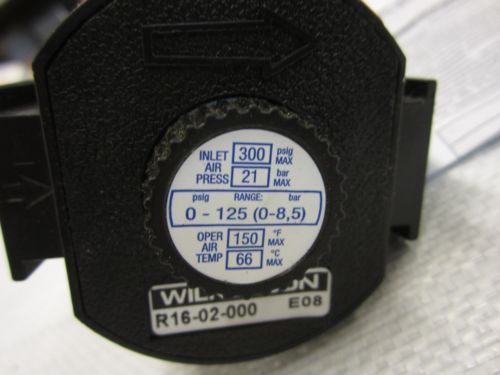 INLET AIR PRESS 300 psig MAX
21 bar MAX
psig RANGE: bar
0 - 125 (0-8,5)
OPER AIR TEMP 150 °F MAX
66 °C MAX
R16-02-000 E08